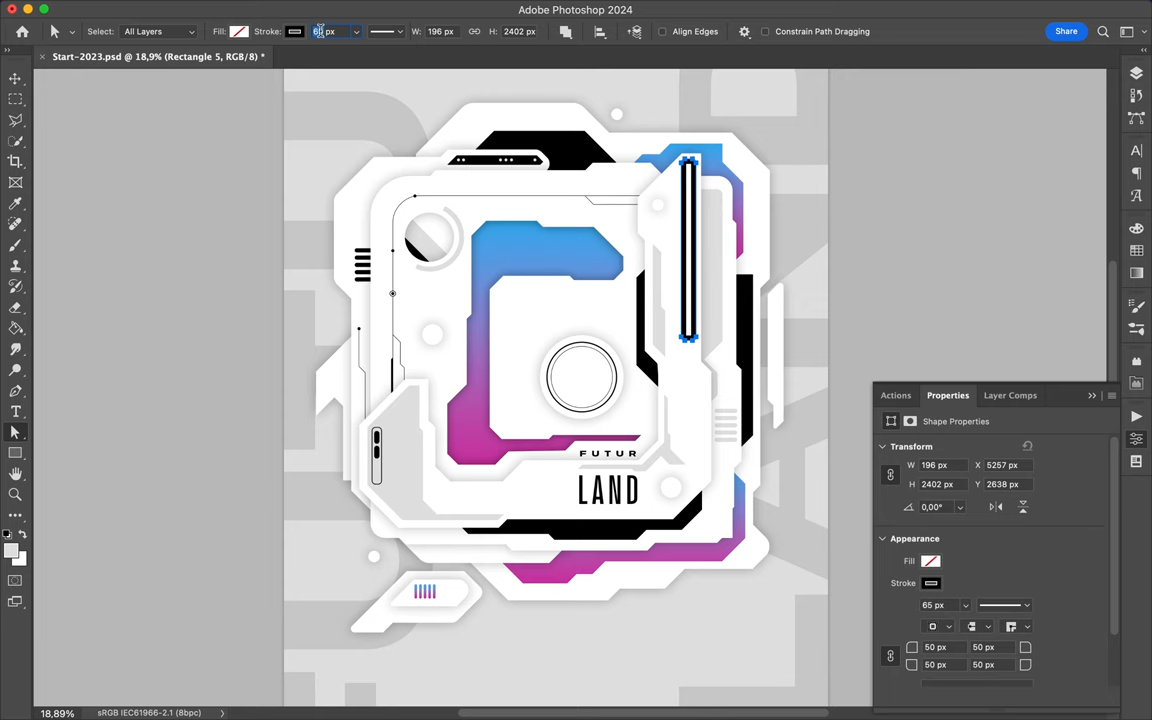 Adobe Photoshop 2024
Select: All Layers Fill: Stroke: 65 px W: 196 px H: 2402 px Align Edges Constrain Path Dragging Share
Start-2023.psd @ 18,9% (Rectangle 5, RGB/8) *
FUTUR
LAND
Actions Properties Layer Comps
Shape Properties
Transform
W 196 px X 5257 px
H 2402 px Y 2638 px
0,00°
Appearance
Fill
Stroke
65 px
50 px 50 px
50 px 50 px
18,89% sRGB IEC61966-2.1 (8bpc)